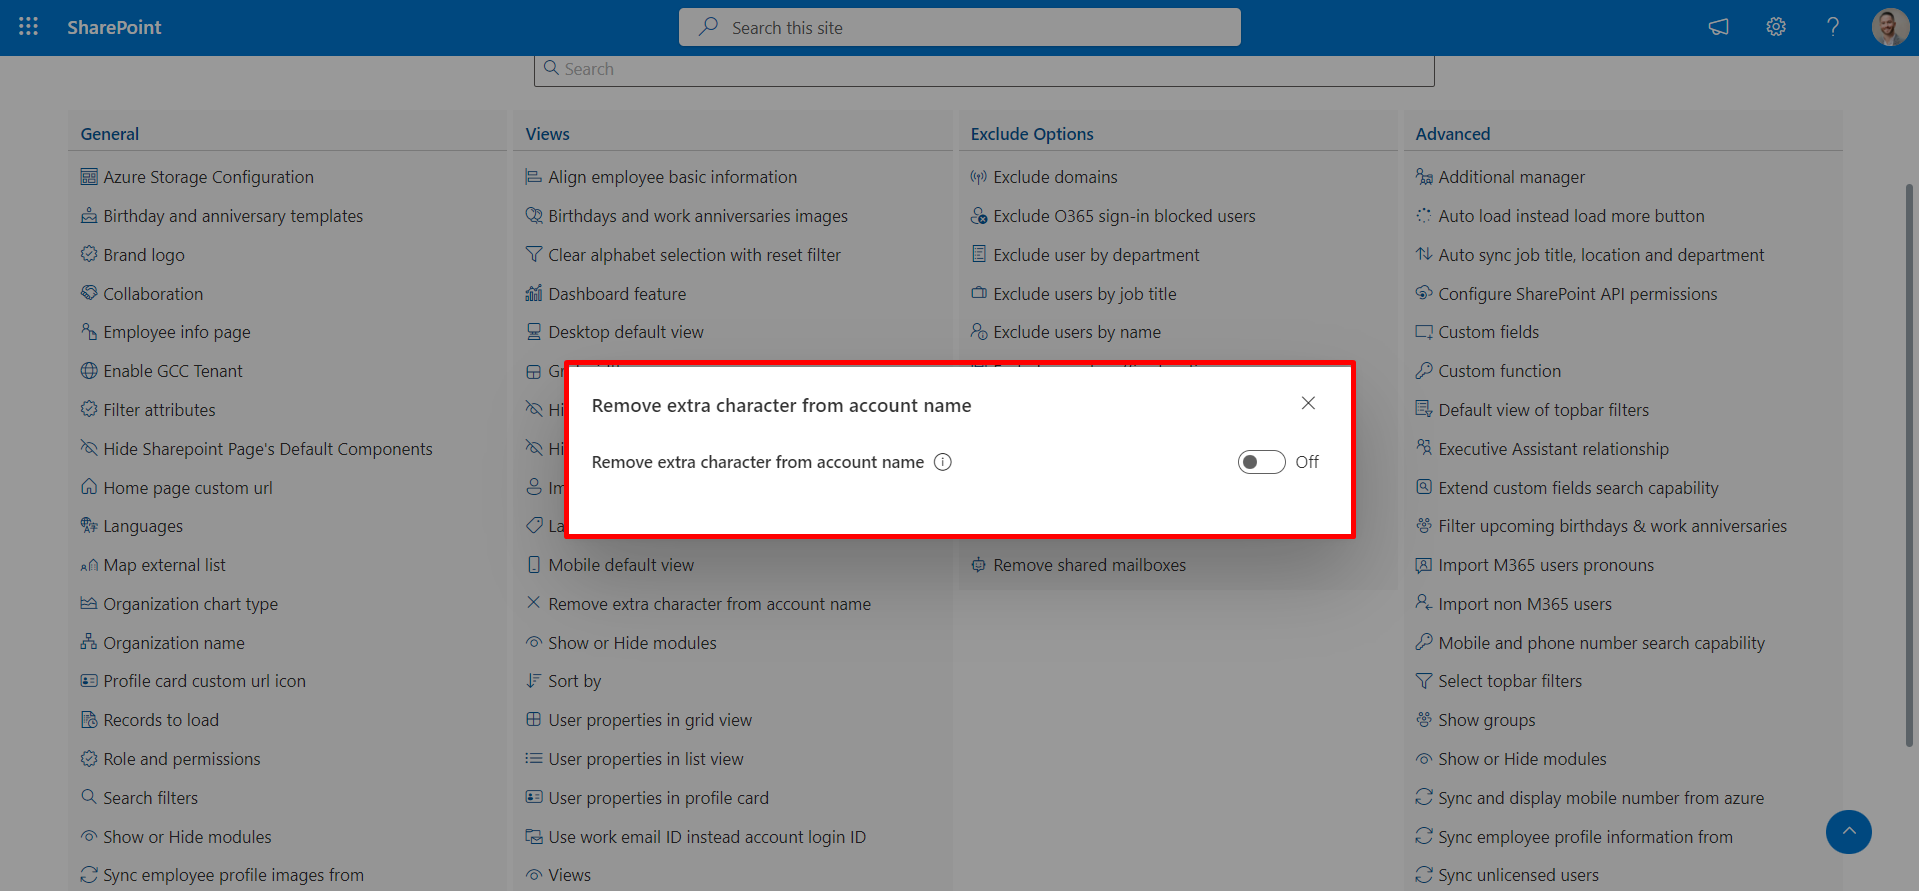 SharePoint
Search this site
Search
General
Azure Storage Configuration
Birthday and anniversary templates
Brand logo
Collaboration
Employee info page
Enable GCC Tenant
Filter attributes
Hide Sharepoint Page's Default Components
Home page custom url
Languages
Map external list
Organization chart type
Organization name
Profile card custom url icon
Records to load
Role and permissions
Search filters
Show or Hide modules
Sync employee profile images from
Views
Align employee basic information
Birthdays and work anniversaries images
Clear alphabet selection with reset filter
Dashboard feature
Desktop default view
Mobile default view
Remove extra character from account name
Show or Hide modules
Sort by
User properties in grid view
User properties in list view
User properties in profile card
Use work email ID instead account login ID
Views
Exclude Options
Exclude domains
Exclude O365 sign-in blocked users
Exclude user by department
Exclude users by job title
Exclude users by name
Remove shared mailboxes
Advanced
Additional manager
Auto load instead load more button
Auto sync job title, location and department
Configure SharePoint API permissions
Custom fields
Custom function
Default view of topbar filters
Executive Assistant relationship
Extend custom fields search capability
Filter upcoming birthdays & work anniversaries
Import M365 users pronouns
Import non M365 users
Mobile and phone number search capability
Select topbar filters
Show groups
Show or Hide modules
Sync and display mobile number from azure
Sync employee profile information from
Sync unlicensed users
Remove extra character from account name
Remove extra character from account name
Off